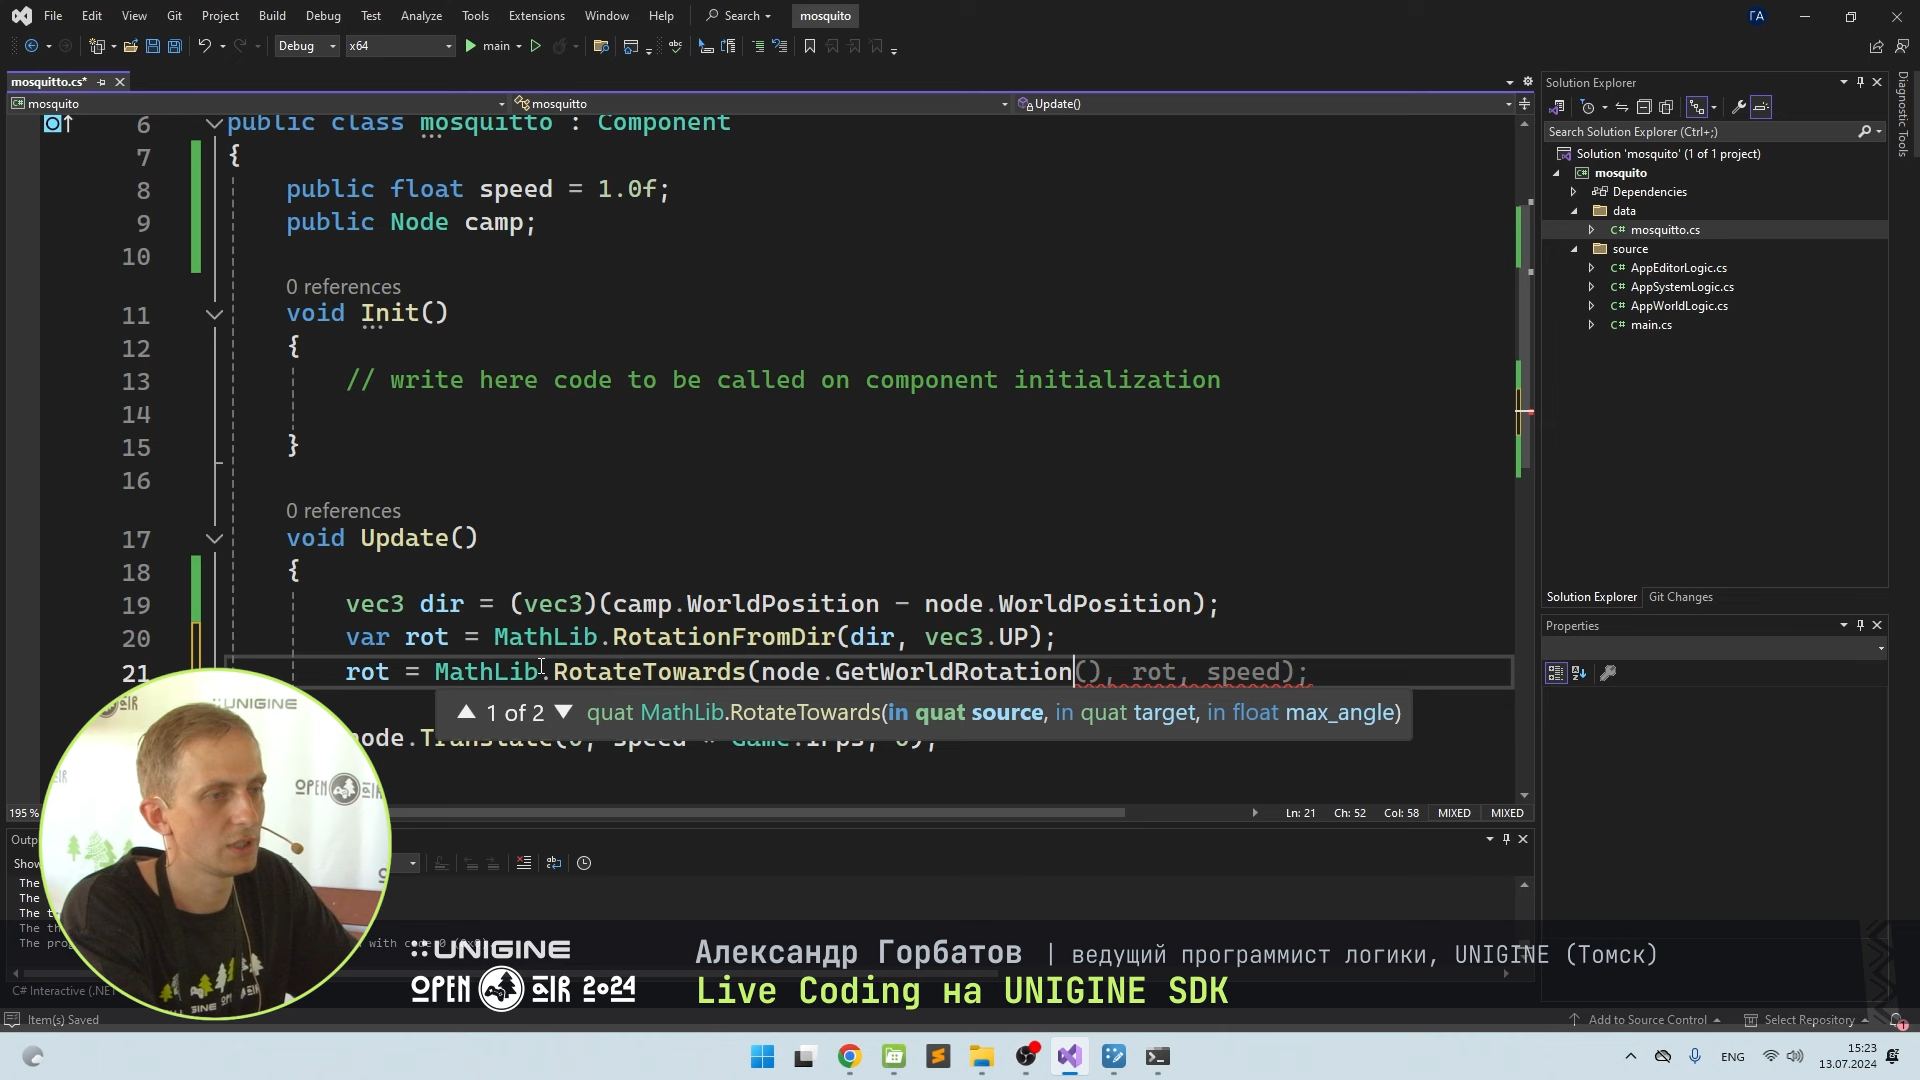 File Edit View Git Project Build Debug Test Analyze Tools Extensions Window Help Search mosquito ГА
Debug x64 main
mosquitto.cs*
mosquito mosquitto Update()
6 public class mosquitto : Component
7 {
8 public float speed = 1.0f;
9 public Node camp;
10
0 references
11 void Init()
12 {
13 // write here code to be called on component initialization
14
15 }
16
0 references
17 void Update()
18 {
19 vec3 dir = (vec3)(camp.WorldPosition - node.WorldPosition);
20 var rot = MathLib.RotationFromDir(dir, vec3.UP);
21 rot = MathLib.RotateTowards(node.GetWorldRotation(), rot, speed);
1 of 2 quat MathLib.RotateTowards(in quat source, in quat target, in float max_angle)
195 % Ln: 21 Ch: 52 Col: 58 MIXED MIXED
Solution Explorer
Search Solution Explorer (Ctrl+;)
Solution 'mosquito' (1 of 1 project)
mosquito
Dependencies
data
mosquitto.cs
source
AppEditorLogic.cs
AppSystemLogic.cs
AppWorldLogic.cs
main.cs
Solution Explorer Git Changes
Properties
Diagnostic Tools
UNIGINE
OPEN AIR 2024
Александр Горбатов | ведущий программист логики, UNIGINE (Томск)
Live Coding на UNIGINE SDK
Item(s) Saved
Add to Source Control Select Repository 1
ENG 15:23
13.07.2024